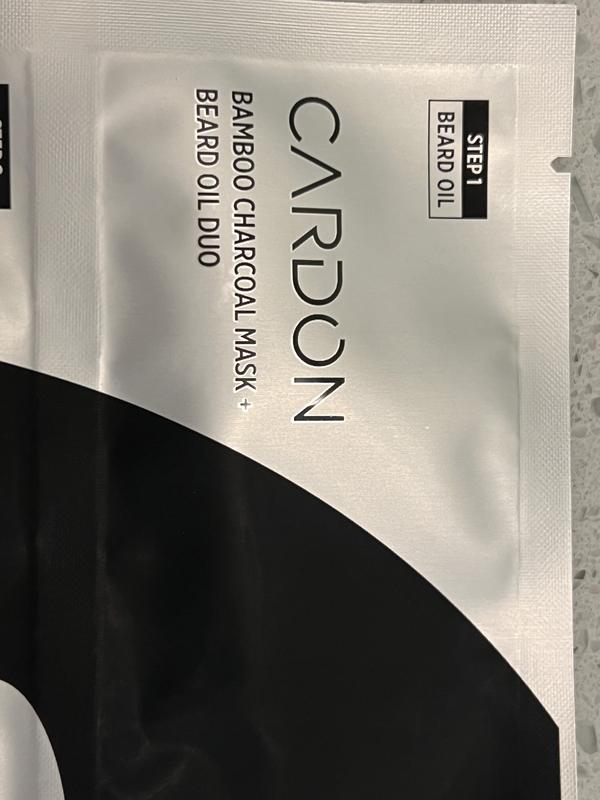 STEP 1
BEARD OIL
CARDON
BAMBOO CHARCOAL MASK +
BEARD OIL DUO